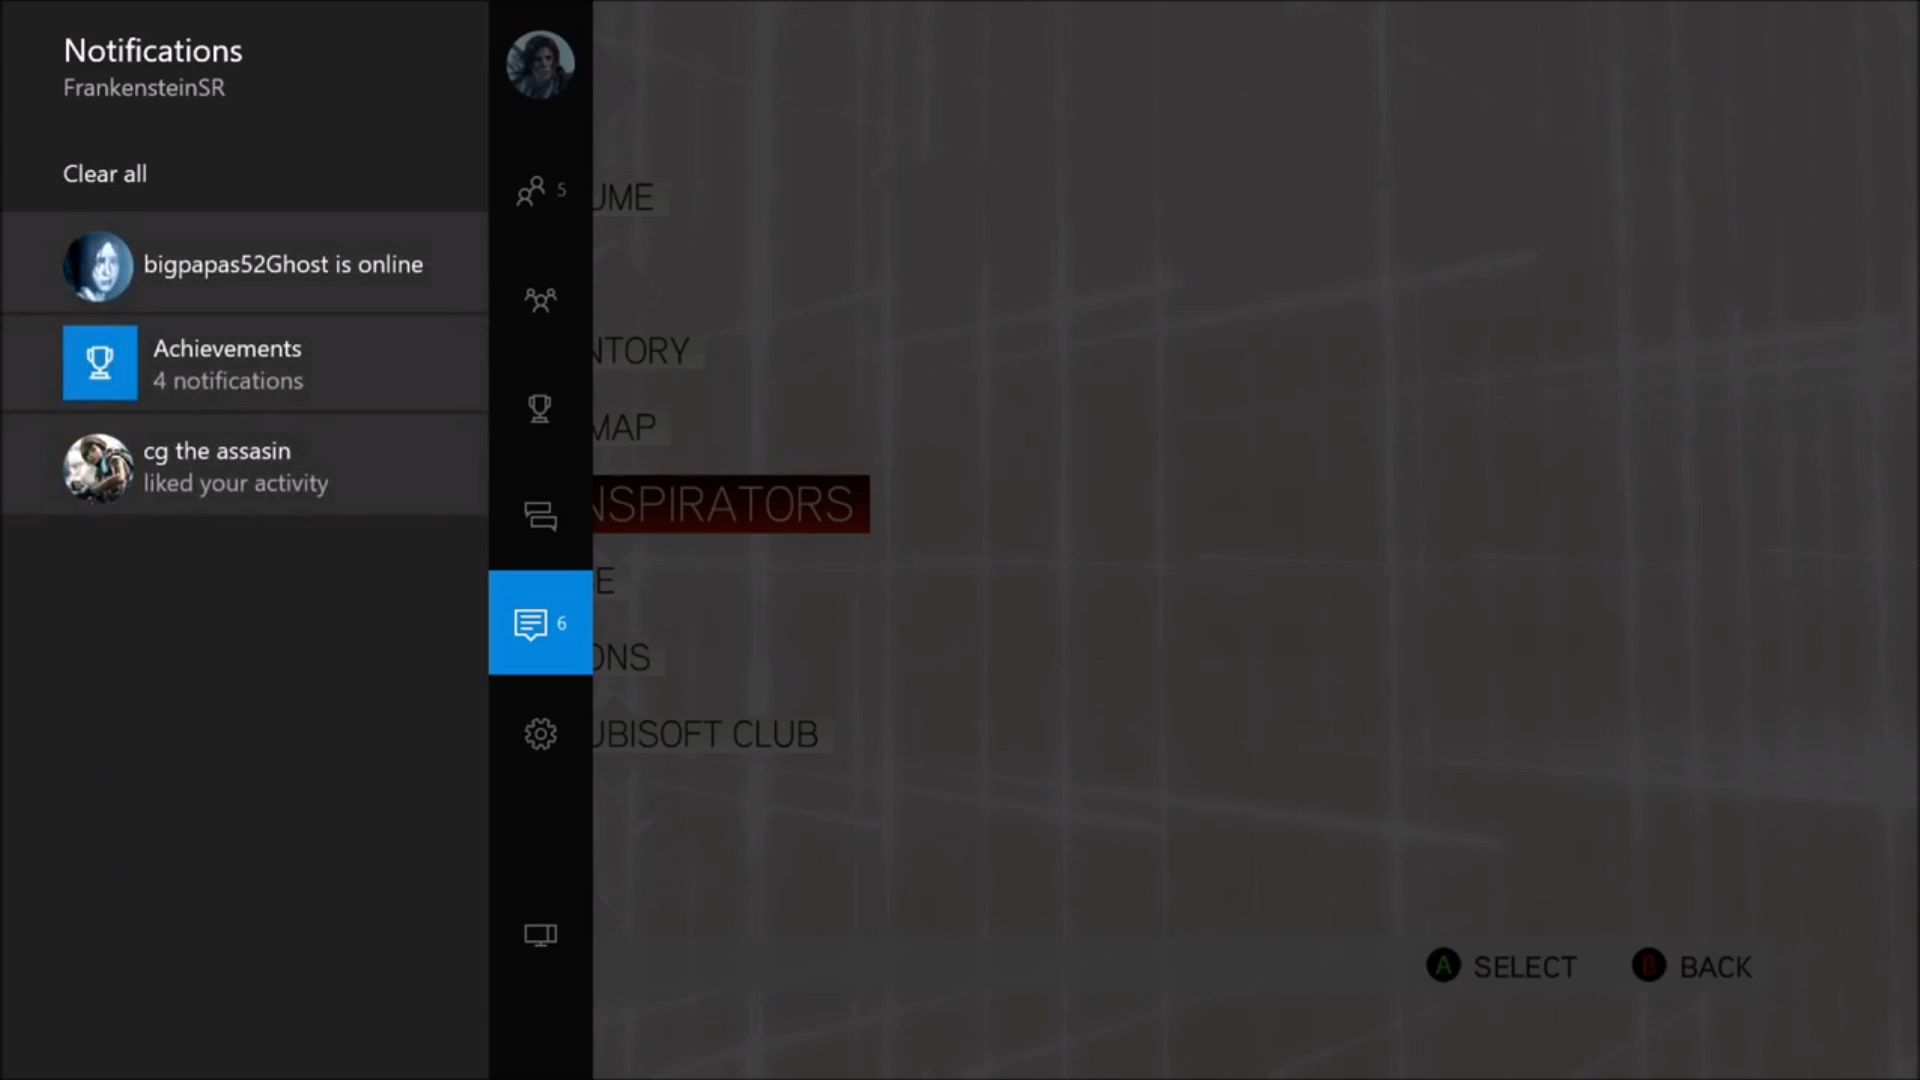 Notifications
FrankensteinSR
Clear all
bigpapas52Ghost is online
Achievements
4 notifications
cg the assasin
liked your activity
5
6
UME
NTORY
MAP
NSPIRATORS
E
ONS
UBISOFT CLUB
A SELECT B BACK